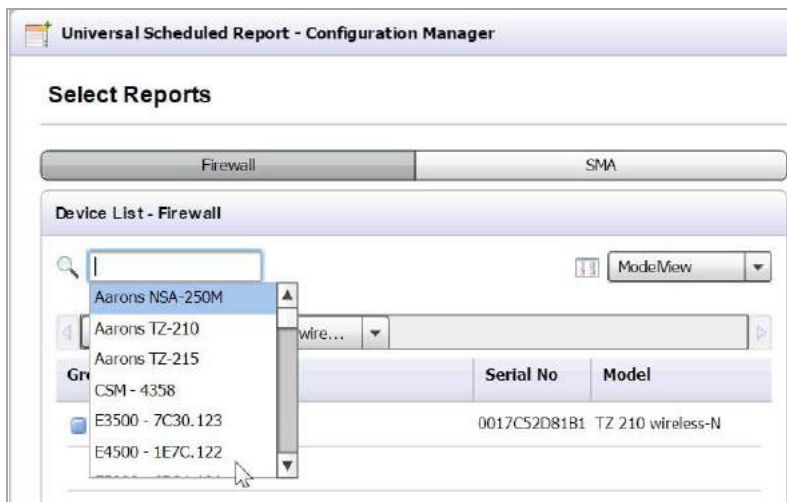 Universal Scheduled Report - Configuration Manager
Select Reports
Firewall SMA
Device List - Firewall
ModelView
Aarons NSA-250M
Aarons TZ-210
wire...
Aarons TZ-215
Serial No Model
CSM - 4358
E3500 - 7C30.123
0017C52D81B1 TZ 210 wireless-N
E4500 - 1E7C.122